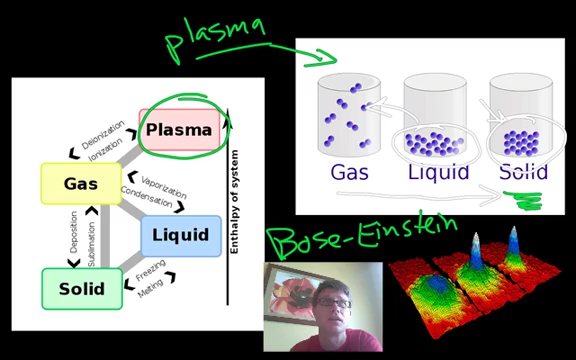 plasma
Plasma
Deionization
Ionization
Gas
Vaporization
Condensation
Enthalpy of system
Deposition
Sublimation
Liquid
Freezing
Melting
Solid
Gas
Liquid
Solid
Bose-Einstein